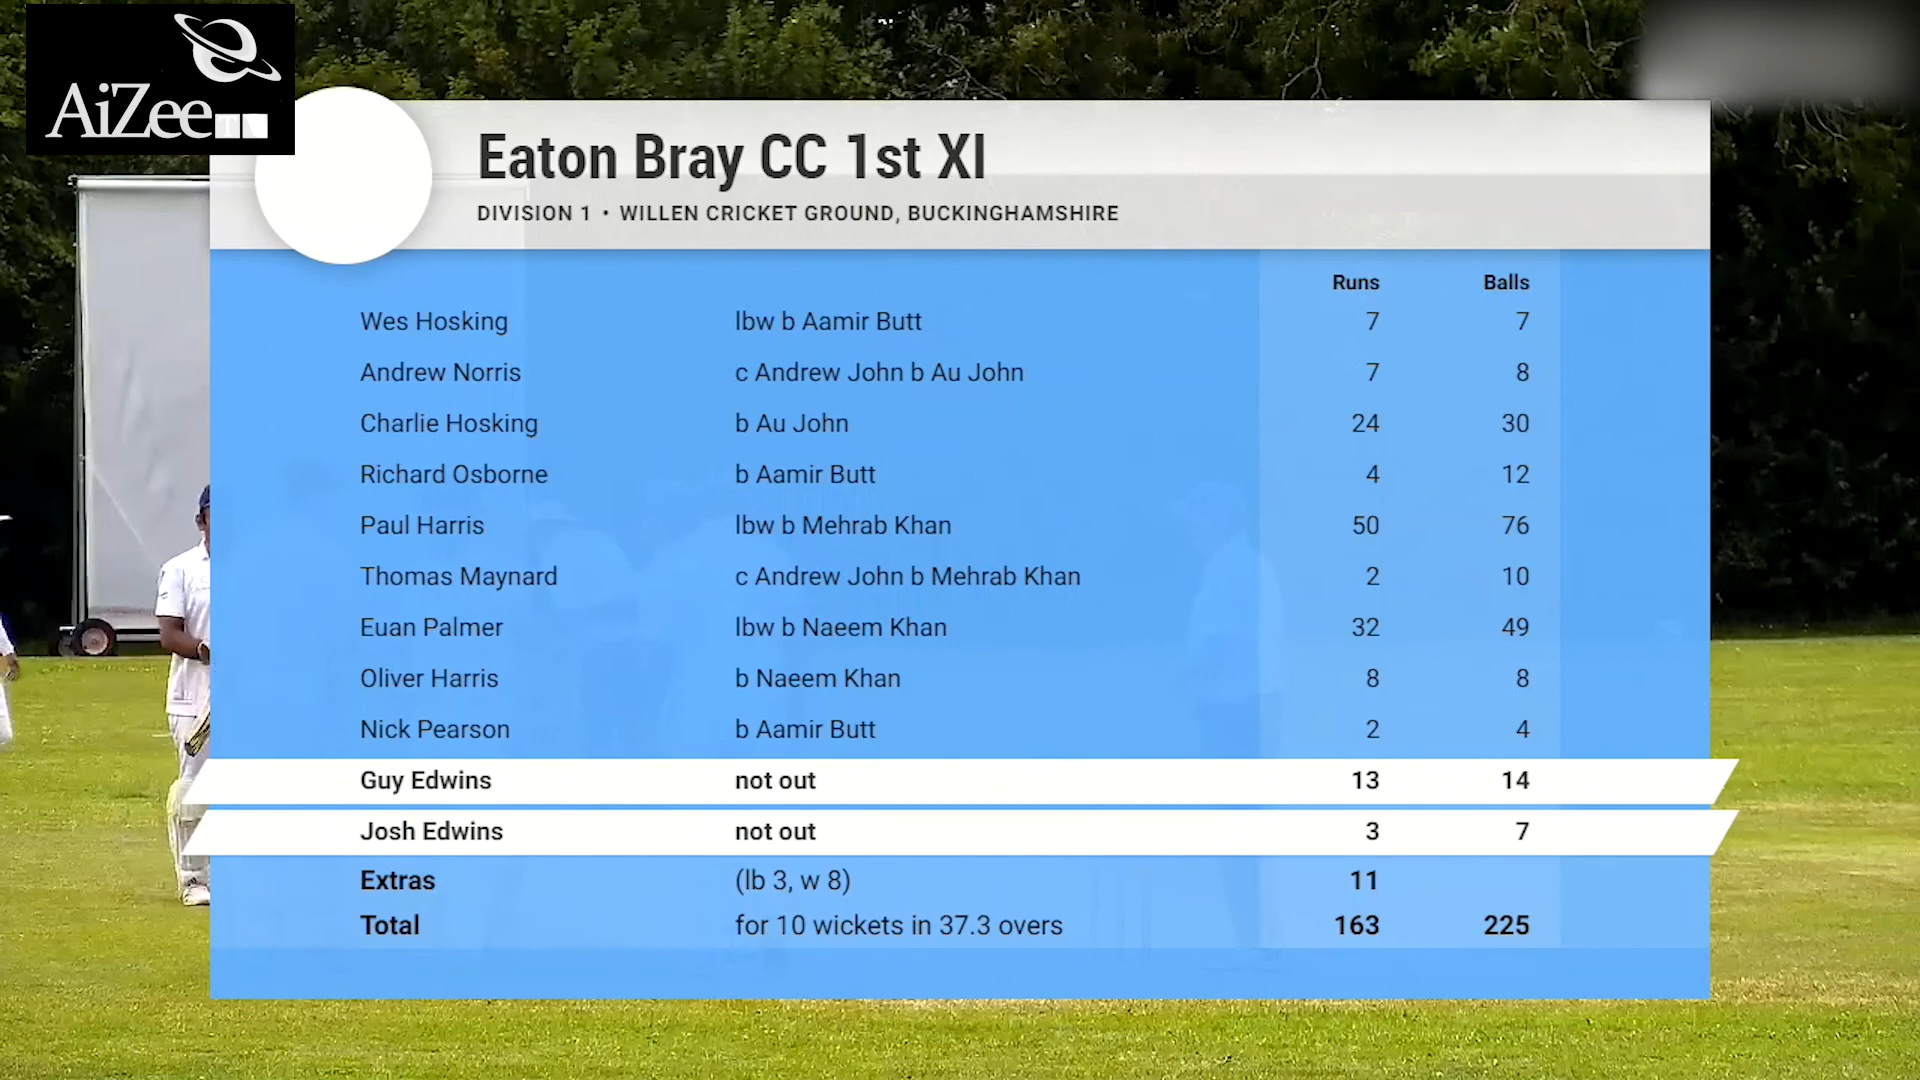 AiZee
Eaton Bray CC 1st XI
DIVISION 1 • WILLEN CRICKET GROUND, BUCKINGHAMSHIRE
Runs Balls
Wes Hosking lbw b Aamir Butt 7 7
Andrew Norris c Andrew John b Au John 7 8
Charlie Hosking b Au John 24 30
Richard Osborne b Aamir Butt 4 12
Paul Harris lbw b Mehrab Khan 50 76
Thomas Maynard c Andrew John b Mehrab Khan 2 10
Euan Palmer lbw b Naeem Khan 32 49
Oliver Harris b Naeem Khan 8 8
Nick Pearson b Aamir Butt 2 4
Guy Edwins not out 13 14
Josh Edwins not out 3 7
Extras (lb 3, w 8) 11
Total for 10 wickets in 37.3 overs 163 225